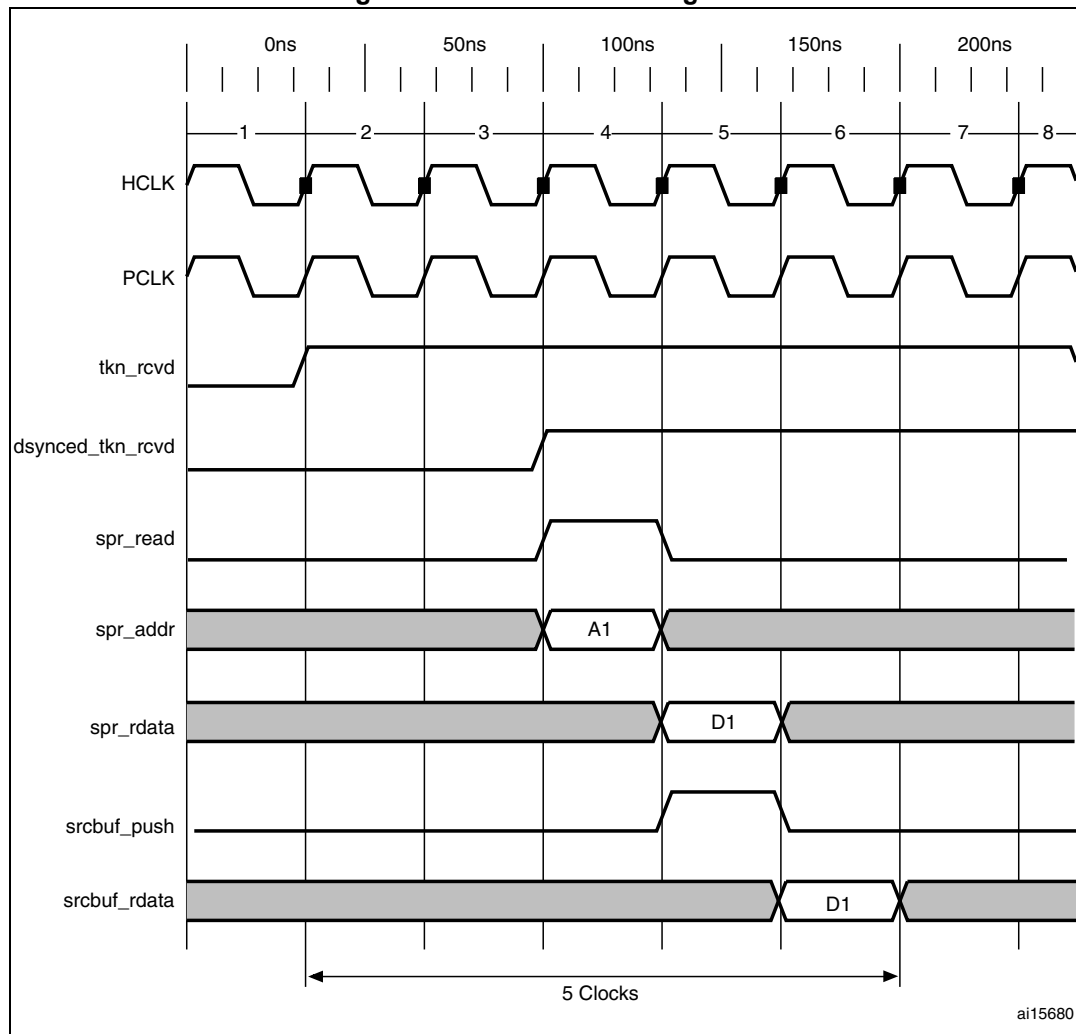 0ns 50ns 100ns 150ns 200ns
1 2 3 4 5 6 7 8
HCLK
PCLK
tkn_rcvd
dsynced_tkn_rcvd
spr_read
spr_addr A1
spr_rdata D1
srcbuf_push
srcbuf_rdata D1
5 Clocks
ai15680